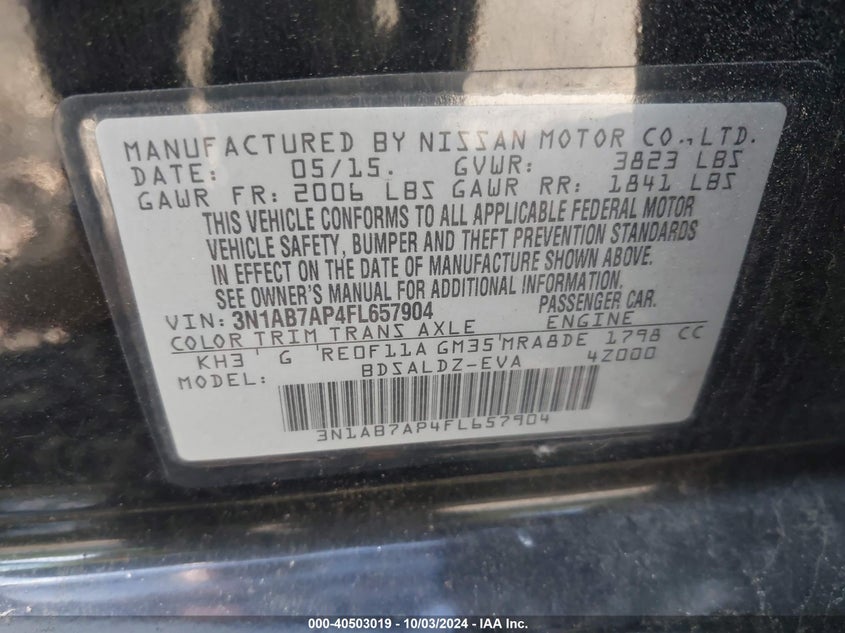 MANUFACTURED BY NISSAN MOTOR CO.,LTD.
DATE: 05/15. GVWR: 3823 LBS
GAWR FR: 2006 LBS GAWR RR: 1841 LBS
THIS VEHICLE CONFORMS TO ALL APPLICABLE FEDERAL MOTOR
VEHICLE SAFETY, BUMPER AND THEFT PREVENTION STANDARDS
IN EFFECT ON THE DATE OF MANUFACTURE SHOWN ABOVE.
SEE OWNER'S MANUAL FOR ADDITIONAL INFORMATION.
VIN: 3N1AB7AP4FL657904 PASSENGER CAR.
COLOR TRIM TRANS AXLE ENGINE
KH3 G RE0F11A GM35 MRA8DE 1798 CC
MODEL: BDSALDZ-EVA 4Z000
3N1AB7AP4FL657904
000-40503019 - 10/03/2024 - IAA Inc.